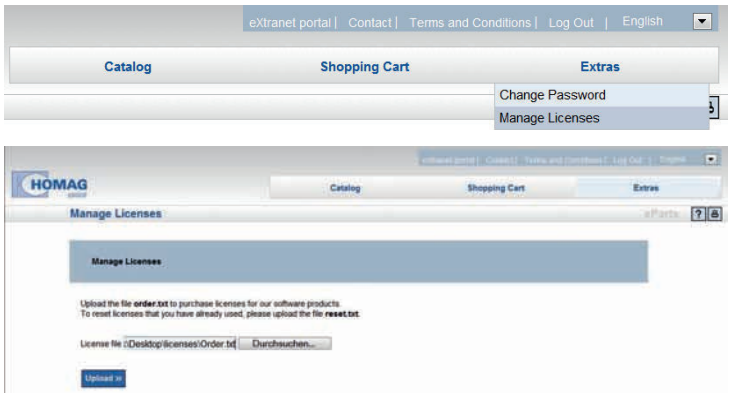 eXtranet portal | Contact | Terms and Conditions | Log Out | English
Catalog Shopping Cart Extras
Change Password
Manage Licenses
extranet portal | Contact | Terms and Conditions | Log Out | English
HOMAG
Catalog Shopping Cart Extras
Manage Licenses eParts ?
Manage Licenses
Upload the file order.txt to purchase licenses for our software products.
To reset licenses that you have already used, please upload the file reset.txt.
License file :\Desktop\licenses\Order.txt Durchsuchen...
Upload »